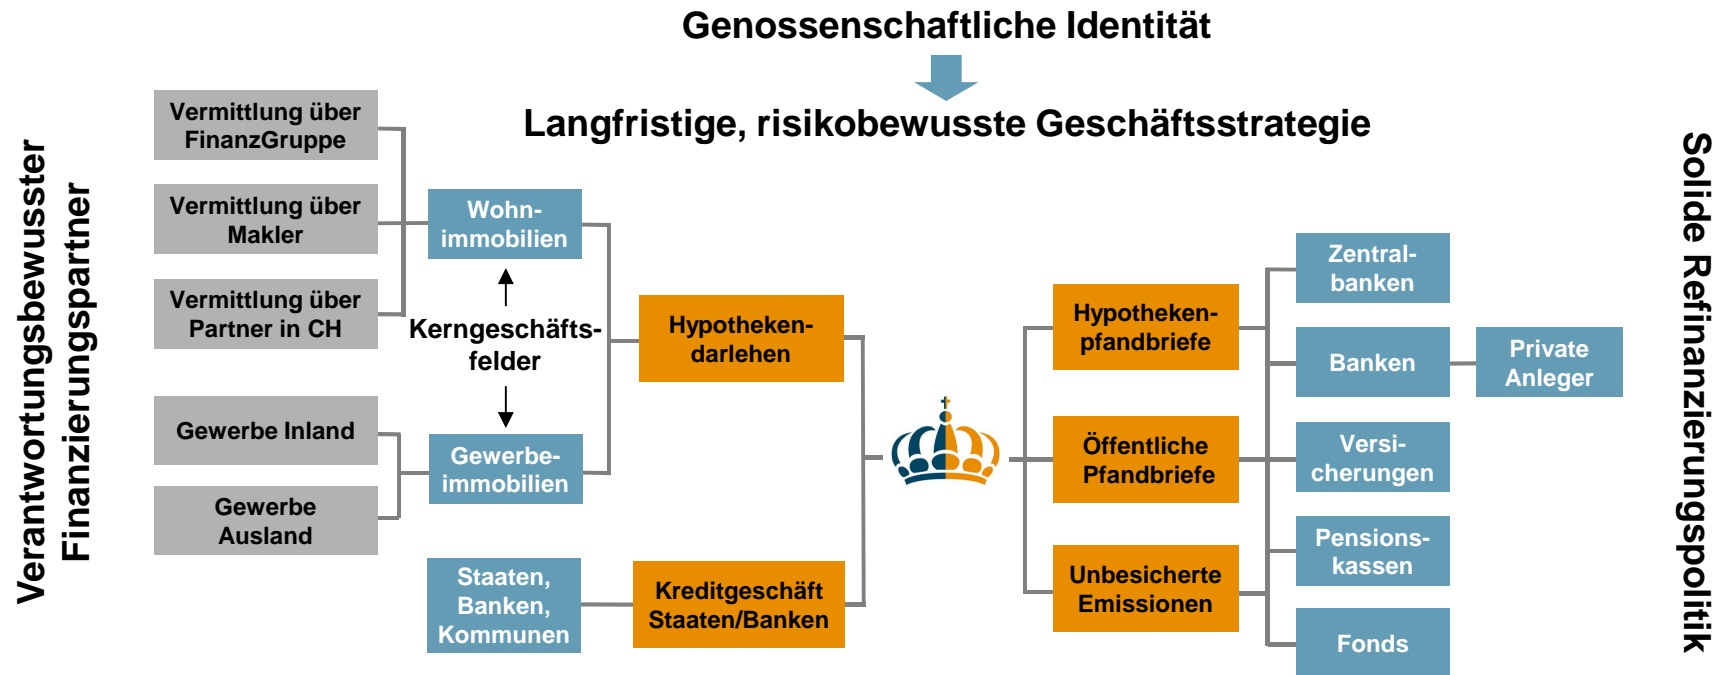 Genossenschaftliche Identität
Langfristige, risikobewusste Geschäftsstrategie
Verantwortungsbewusster
Finanzierungspartner
Vermittlung über
FinanzGruppe
Vermittlung über
Makler
Vermittlung über
Partner in CH
Gewerbe Inland
Gewerbe
Ausland
Wohn-
immobilien
Kerngeschäfts-
felder
Gewerbe-
immobilien
Staaten,
Banken,
Kommunen
Hypotheken-
darlehen
Kreditgeschäft
Staaten/Banken
Hypotheken-
pfandbriefe
Öffentliche
Pfandbriefe
Unbesicherte
Emissionen
Zentral-
banken
Banken
Private
Anleger
Versi-
cherungen
Pensions-
kassen
Fonds
Solide Refinanzierungspolitik